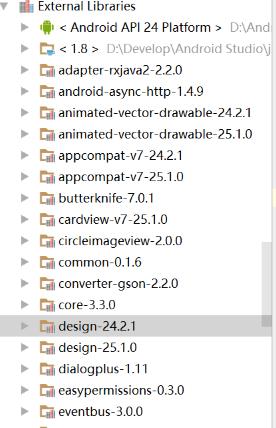 External Libraries
< Android API 24 Platform > D:\And
< 1.8 > D:\Develop\Android Studio\j
adapter-rxjava2-2.2.0
android-async-http-1.4.9
animated-vector-drawable-24.2.1
animated-vector-drawable-25.1.0
appcompat-v7-24.2.1
appcompat-v7-25.1.0
butterknife-7.0.1
cardview-v7-25.1.0
circleimageview-2.0.0
common-0.1.6
converter-gson-2.2.0
core-3.3.0
design-24.2.1
design-25.1.0
dialogplus-1.11
easypermissions-0.3.0
eventbus-3.0.0